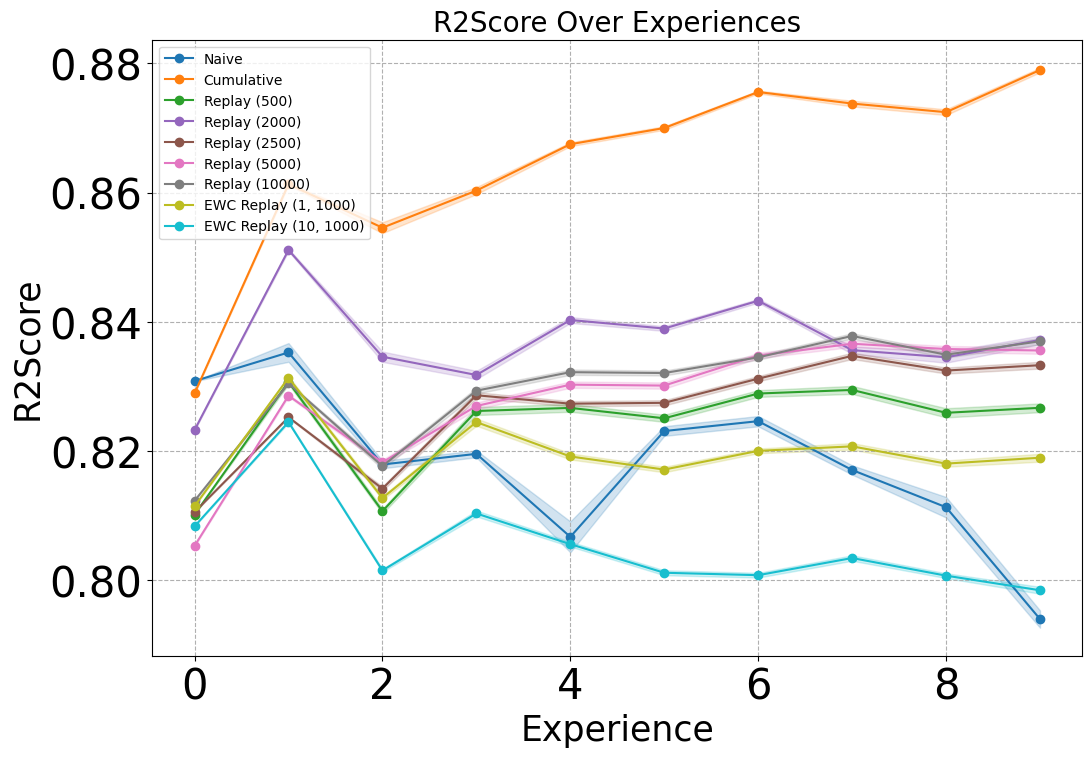 R2Score Over Experiences
0.88
0.86
0.84
0.82
0.80
R2Score
Naive
Cumulative
Replay (500)
Replay (2000)
Replay (2500)
Replay (5000)
Replay (10000)
EWC Replay (1, 1000)
EWC Replay (10, 1000)
0 2 4 6 8
Experience